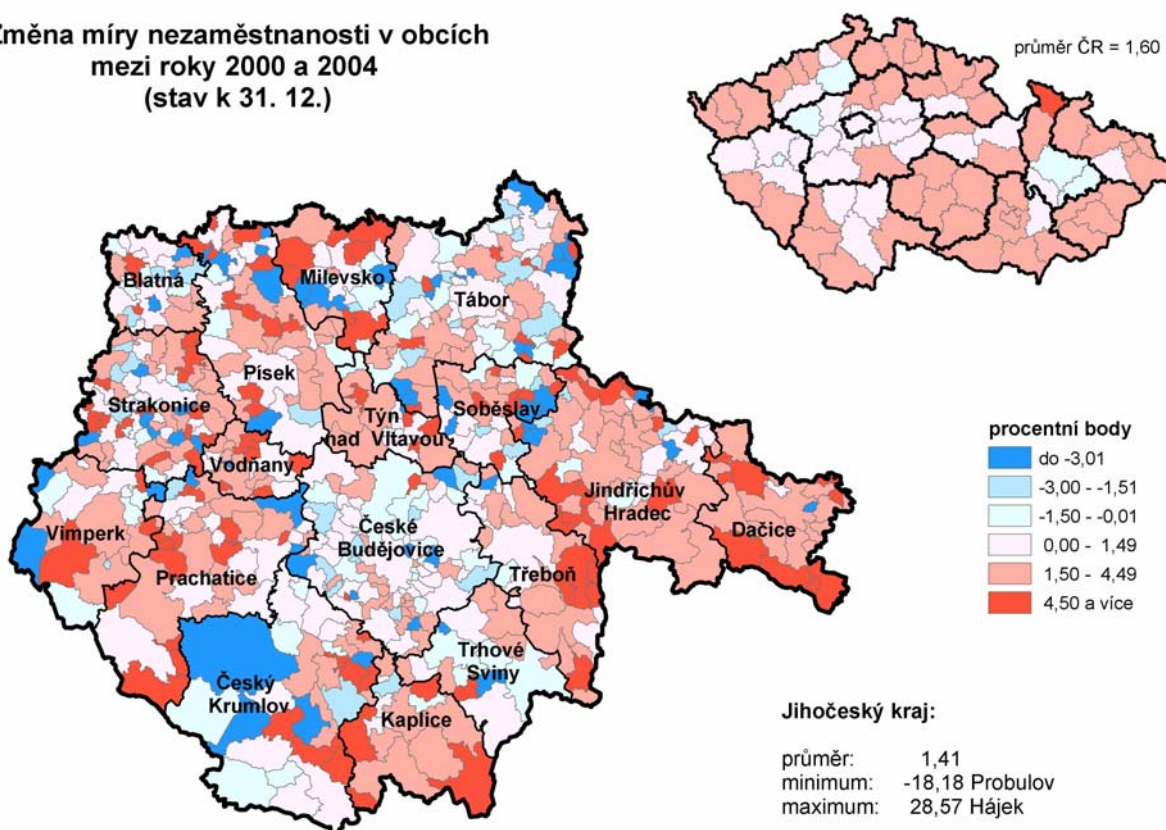 Změna míry nezaměstnanosti v obcích
mezi roky 2000 a 2004
(stav k 31. 12.)
průměr ČR = 1,60
Blatná
Milevsko
Tábor
Písek
Strakonice
Týn
nad Vltavou
Soběslav
Vodňany
Vimperk
Prachatice
České
Budějovice
Jindřichův
Hradec
Dačice
Třeboň
Trhové
Sviny
Český
Krumlov
Kaplice
procentní body
do -3,01
-3,00 - -1,51
-1,50 - -0,01
0,00 - 1,49
1,50 - 4,49
4,50 a více
Jihočeský kraj:
průměr: 1,41
minimum: -18,18 Probulov
maximum: 28,57 Hájek